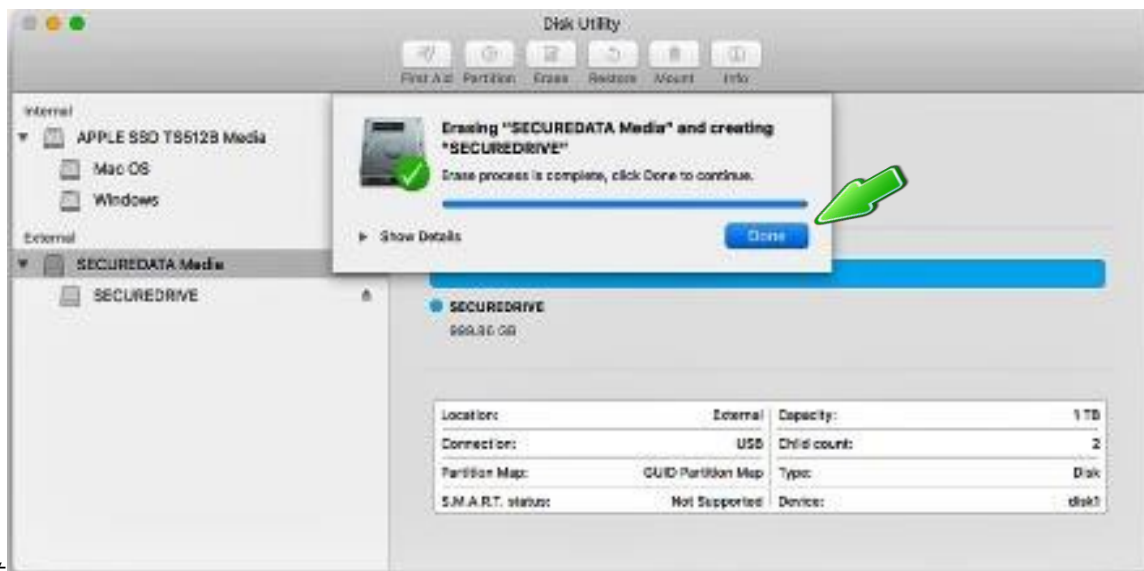 Disk Utility
First Aid Partition Erase Restore Mount Info
Internal
APPLE SSD TS512B Media
Mac OS
Windows
External
SECUREDATA Media
SECUREDRIVE
Erasing "SECUREDATA Media" and creating
"SECUREDRIVE"
Erase process is complete, click Done to continue.
Show Details
Done
SECUREDRIVE
999.86 GB
Location: External Capacity: 1 TB
Connection: USB Child count: 2
Partition Map: GUID Partition Map Type: Disk
S.M.A.R.T. status: Not Supported Device: disk1